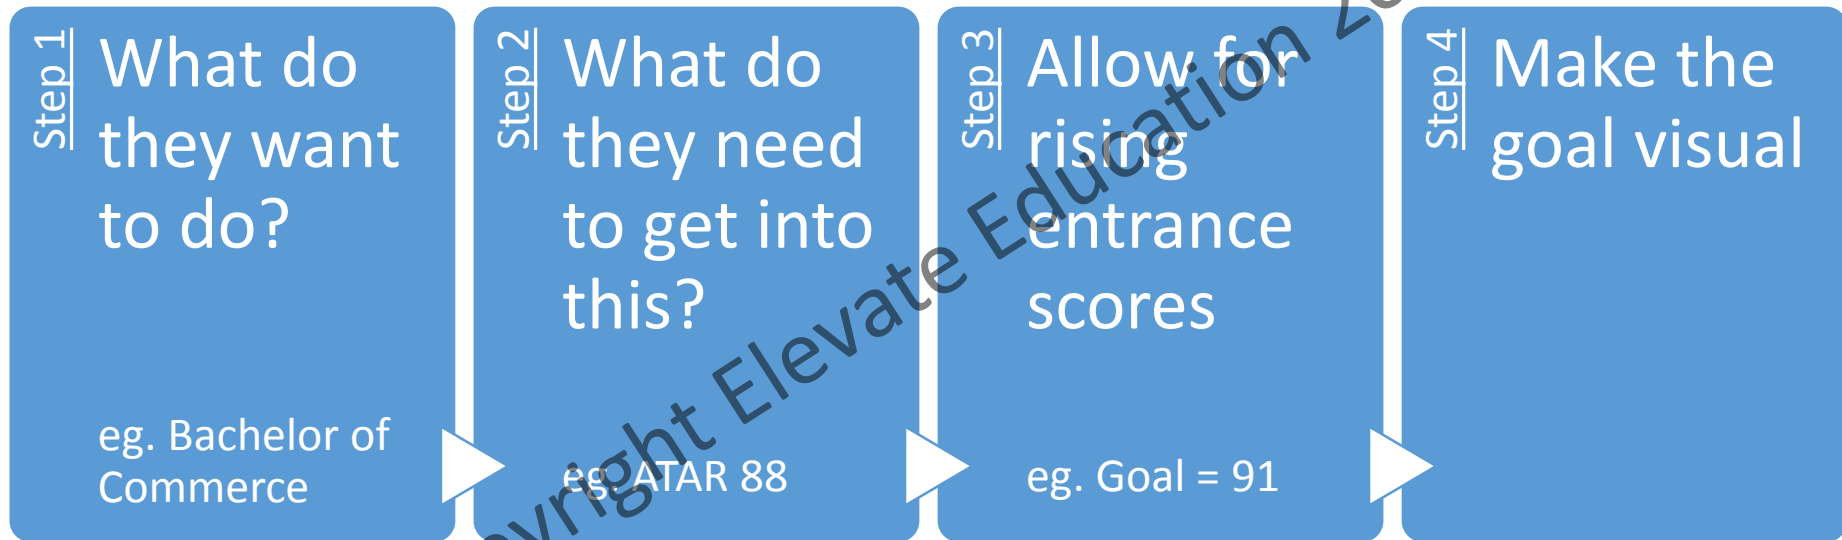 Step 1
What do
they want
to do?
eg. Bachelor of
Commerce
Step 2
What do
they need
to get into
this?
eg. ATAR 88
Step 3
Allow for
rising
entrance
scores
eg. Goal = 91
Step 4
Make the
goal visual
Elevate Education